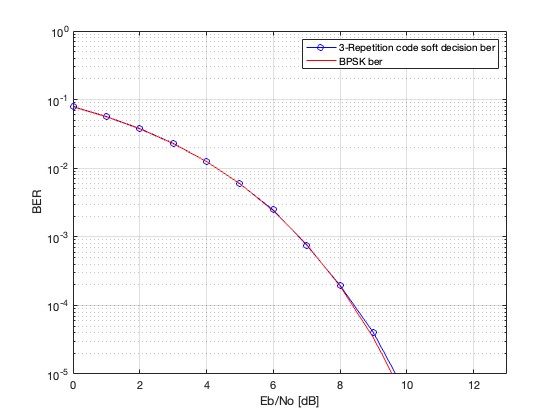 10^0
3-Repetition code soft decision ber
BPSK ber
10^-1
10^-2
BER
10^-3
10^-4
10^-5
0 2 4 6 8 10 12
Eb/No [dB]